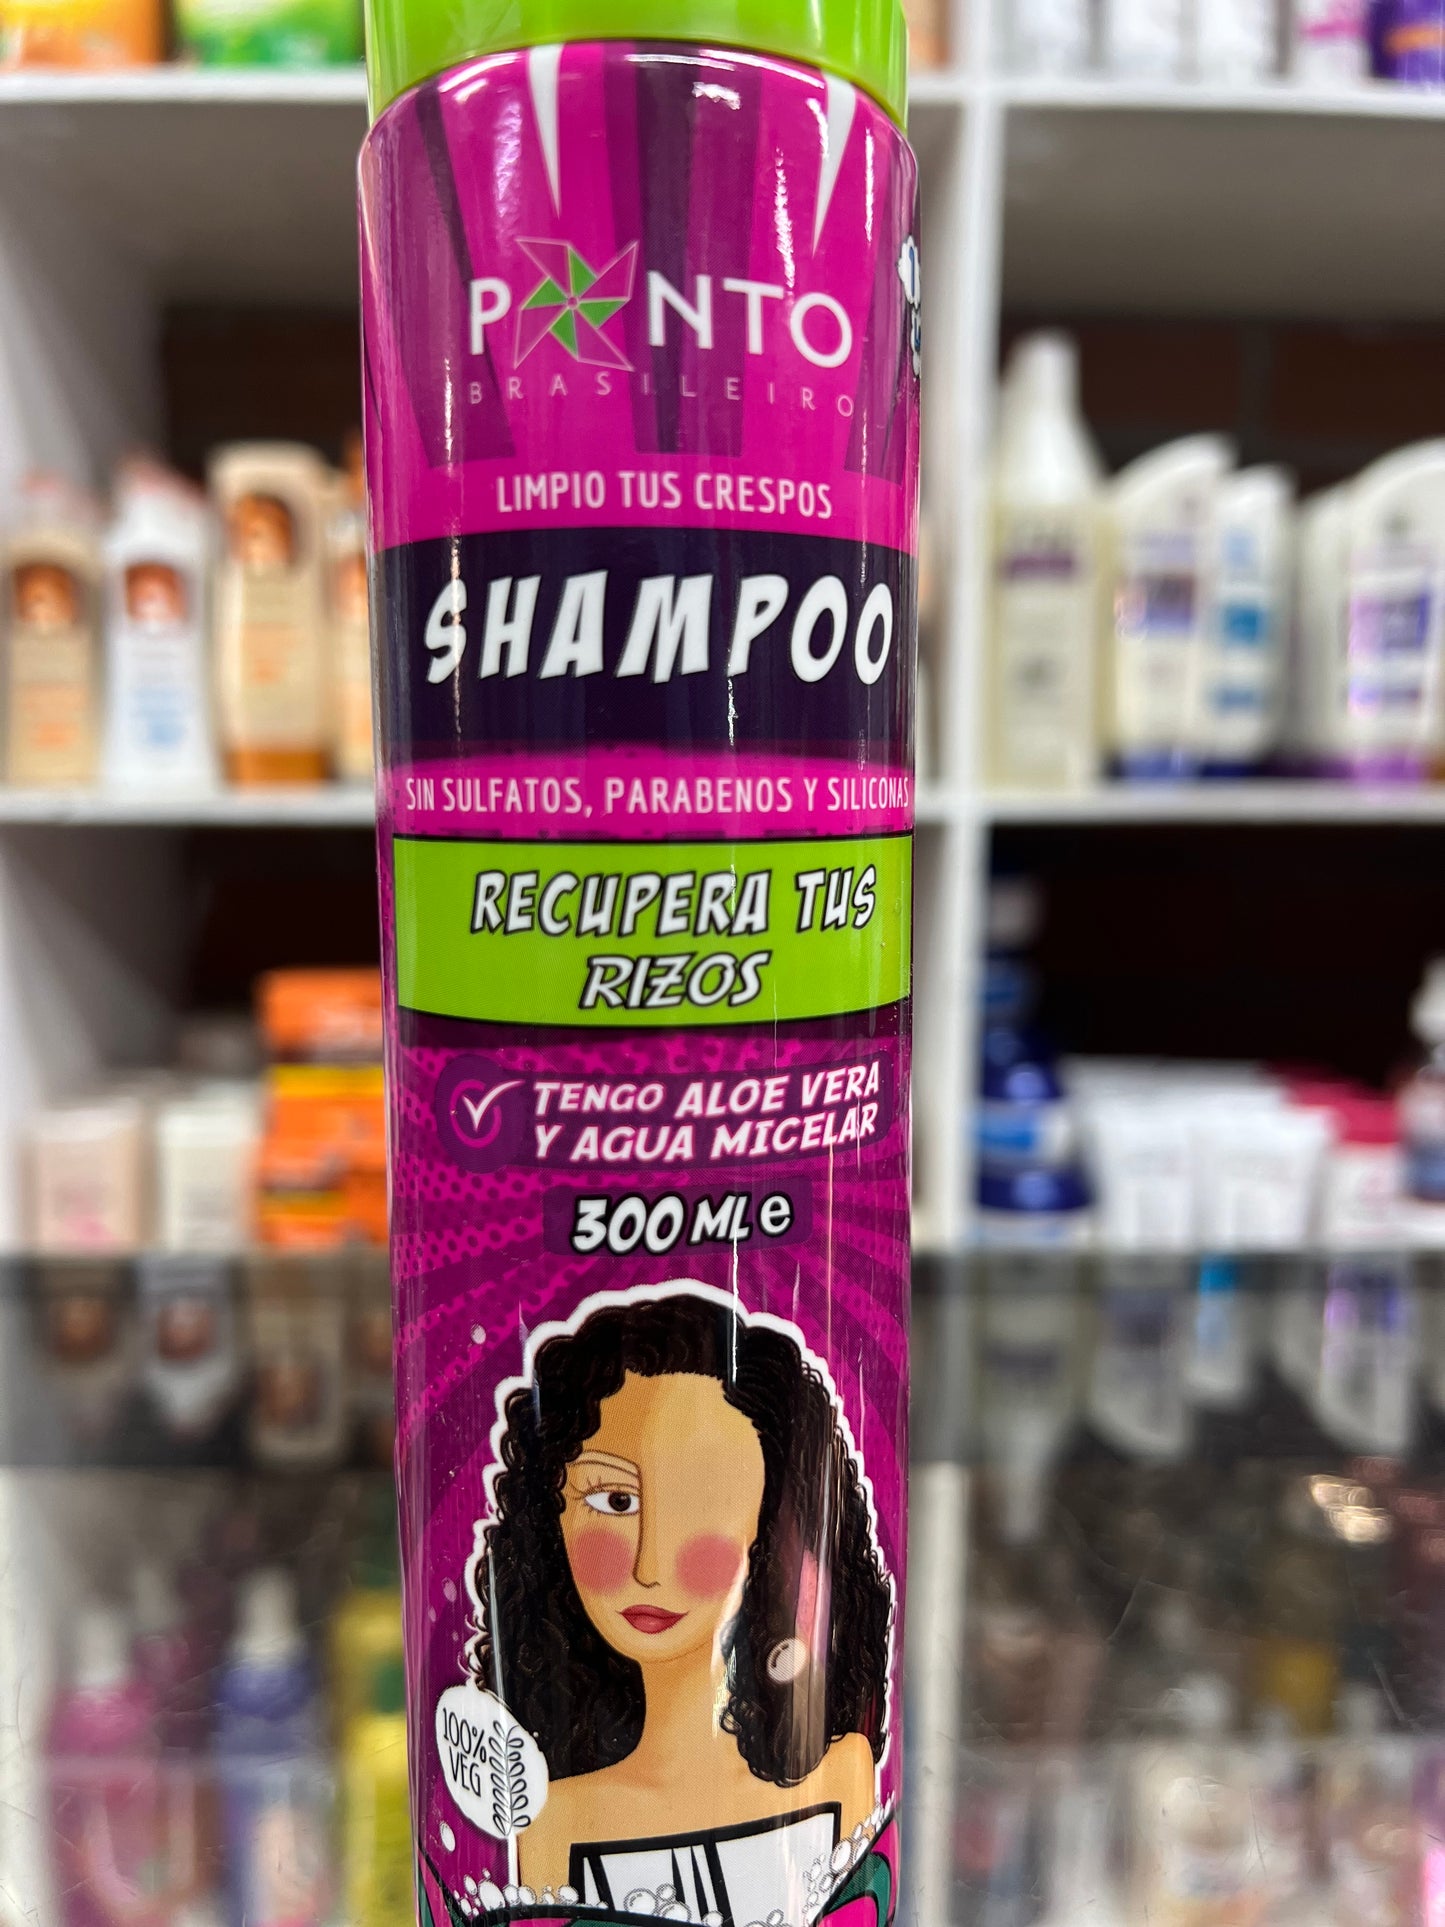 PUNTO
BRASILEIRO
LIMPIO TUS CRESPOS
SHAMPOO
SIN SULFATOS, PARABENOS Y SILICONAS
RECUPERA TUS
RIZOS
TENGO ALOE VERA
Y AGUA MICELAR
300 ML e
100%
VEG